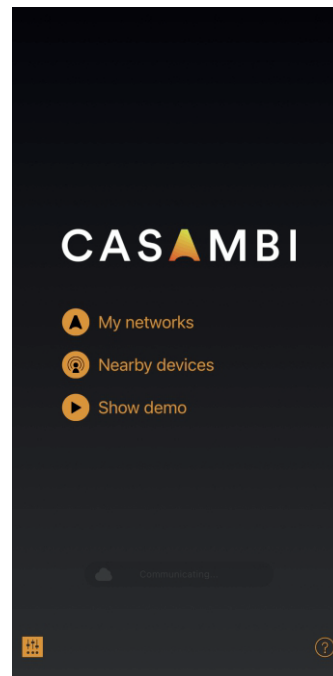 CASAMBI
My networks
Nearby devices
Show demo
Communicating...
?